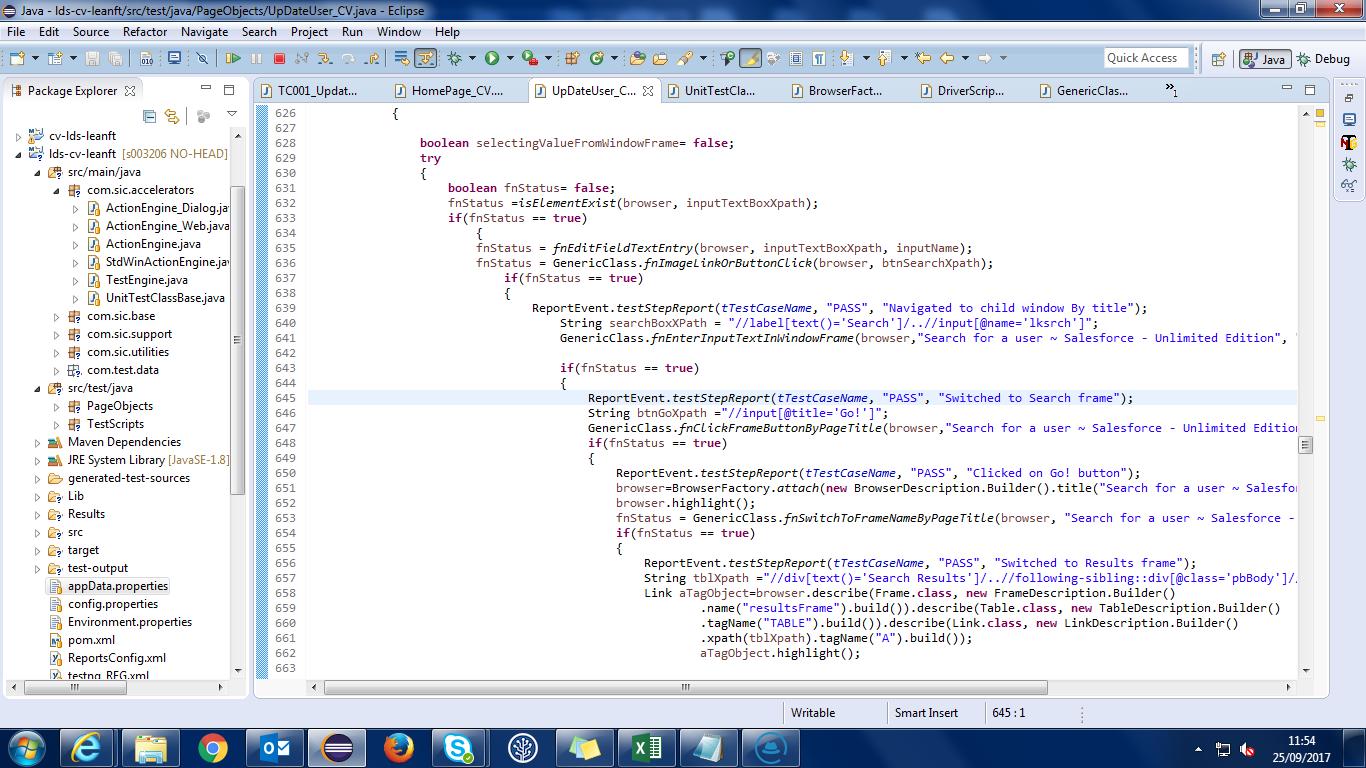 Java - lds-cv-leanft/src/test/java/PageObjects/UpDateUser_CV.java - Eclipse
File Edit Source Refactor Navigate Search Project Run Window Help
Quick Access Java Debug
Package Explorer
TC001_Updat... HomePage_CV.... UpDateUser_C... UnitTestCla... BrowserFact... DriverScrip... GenericClas... »1
cv-lds-leanft
lds-cv-leanft [s003206 NO-HEAD]
src/main/java
com.sic.accelerators
ActionEngine_Dialog.ja
ActionEngine_Web.java
ActionEngine.java
StdWinActionEngine.ja
TestEngine.java
UnitTestClassBase.java
com.sic.base
com.sic.support
com.sic.utilities
com.test.data
src/test/java
PageObjects
TestScripts
Maven Dependencies
JRE System Library [JavaSE-1.8]
generated-test-sources
Lib
Results
src
target
test-output
appData.properties
config.properties
Environment.properties
pom.xml
ReportsConfig.xml
testng_REG.xml
626 {
627
628 boolean selectingValueFromWindowFrame= false;
629 try
630 {
631 boolean fnStatus= false;
632 fnStatus =isElementExist(browser, inputTextBoxXpath);
633 if(fnStatus == true)
634 {
635 fnStatus = fnEditFieldTextEntry(browser, inputTextBoxXpath, inputName);
636 fnStatus = GenericClass.fnImageLinkOrButtonClick(browser, btnSearchXpath);
637 if(fnStatus == true)
638 {
639 ReportEvent.testStepReport(tTestCaseName, "PASS", "Navigated to child window By title");
640 String searchBoxXPath = "//label[text()='Search']/..//input[@name='lksrch']";
641 GenericClass.fnEnterInputTextInWindowFrame(browser,"Search for a user ~ Salesforce - Unlimited Edition", "
642
643 if(fnStatus == true)
644 {
645 ReportEvent.testStepReport(tTestCaseName, "PASS", "Switched to Search frame");
646 String btnGoXpath ="//input[@title='Go!']";
647 GenericClass.fnClickFrameButtonByPageTitle(browser,"Search for a user ~ Salesforce - Unlimited Edition
648 if(fnStatus == true)
649 {
650 ReportEvent.testStepReport(tTestCaseName, "PASS", "Clicked on Go! button");
651 browser=BrowserFactory.attach(new BrowserDescription.Builder().title("Search for a user ~ Salesfor
652 browser.highlight();
653 fnStatus = GenericClass.fnSwitchToFrameNameByPageTitle(browser, "Search for a user ~ Salesforce -
654 if(fnStatus == true)
655 {
656 ReportEvent.testStepReport(tTestCaseName, "PASS", "Switched to Results frame");
657 String tblXpath ="//div[text()='Search Results']/..//following-sibling::div[@class='pbBody']//
658 Link aTagObject=browser.describe(Frame.class, new FrameDescription.Builder()
659 .name("resultsFrame").build()).describe(Table.class, new TableDescription.Builder()
660 .tagName("TABLE").build()).describe(Link.class, new LinkDescription.Builder()
661 .xpath(tblXpath).tagName("A").build());
662 aTagObject.highlight();
663
Writable Smart Insert 645 : 1
11:54
25/09/2017